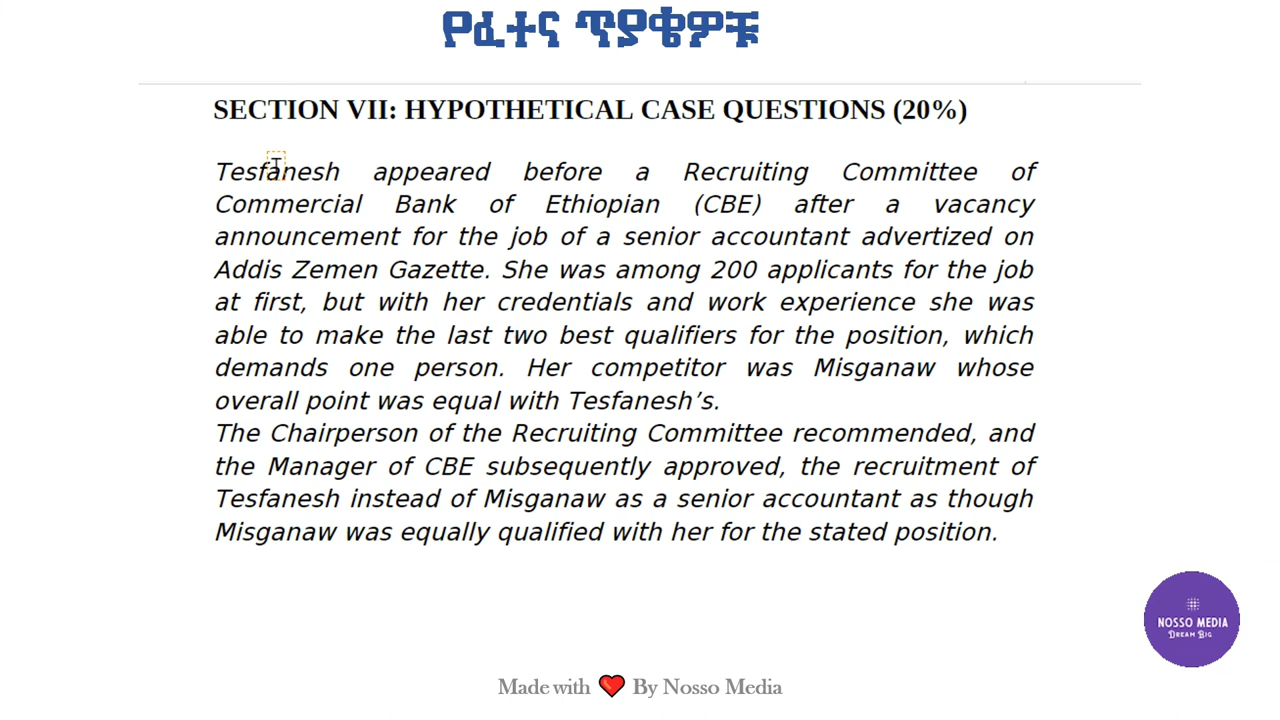 የፈተና ጥያቄዎቹ
SECTION VII: HYPOTHETICAL CASE QUESTIONS (20%)
Tesfanesh appeared before a Recruiting Committee of
Commercial Bank of Ethiopian (CBE) after a vacancy
announcement for the job of a senior accountant advertized on
Addis Zemen Gazette. She was among 200 applicants for the job
at first, but with her credentials and work experience she was
able to make the last two best qualifiers for the position, which
demands one person. Her competitor was Misganaw whose
overall point was equal with Tesfanesh’s.
The Chairperson of the Recruiting Committee recommended, and
the Manager of CBE subsequently approved, the recruitment of
Tesfanesh instead of Misganaw as a senior accountant as though
Misganaw was equally qualified with her for the stated position.
NOSSO MEDIA
DREAM BIG
Made with ❤ By Nosso Media